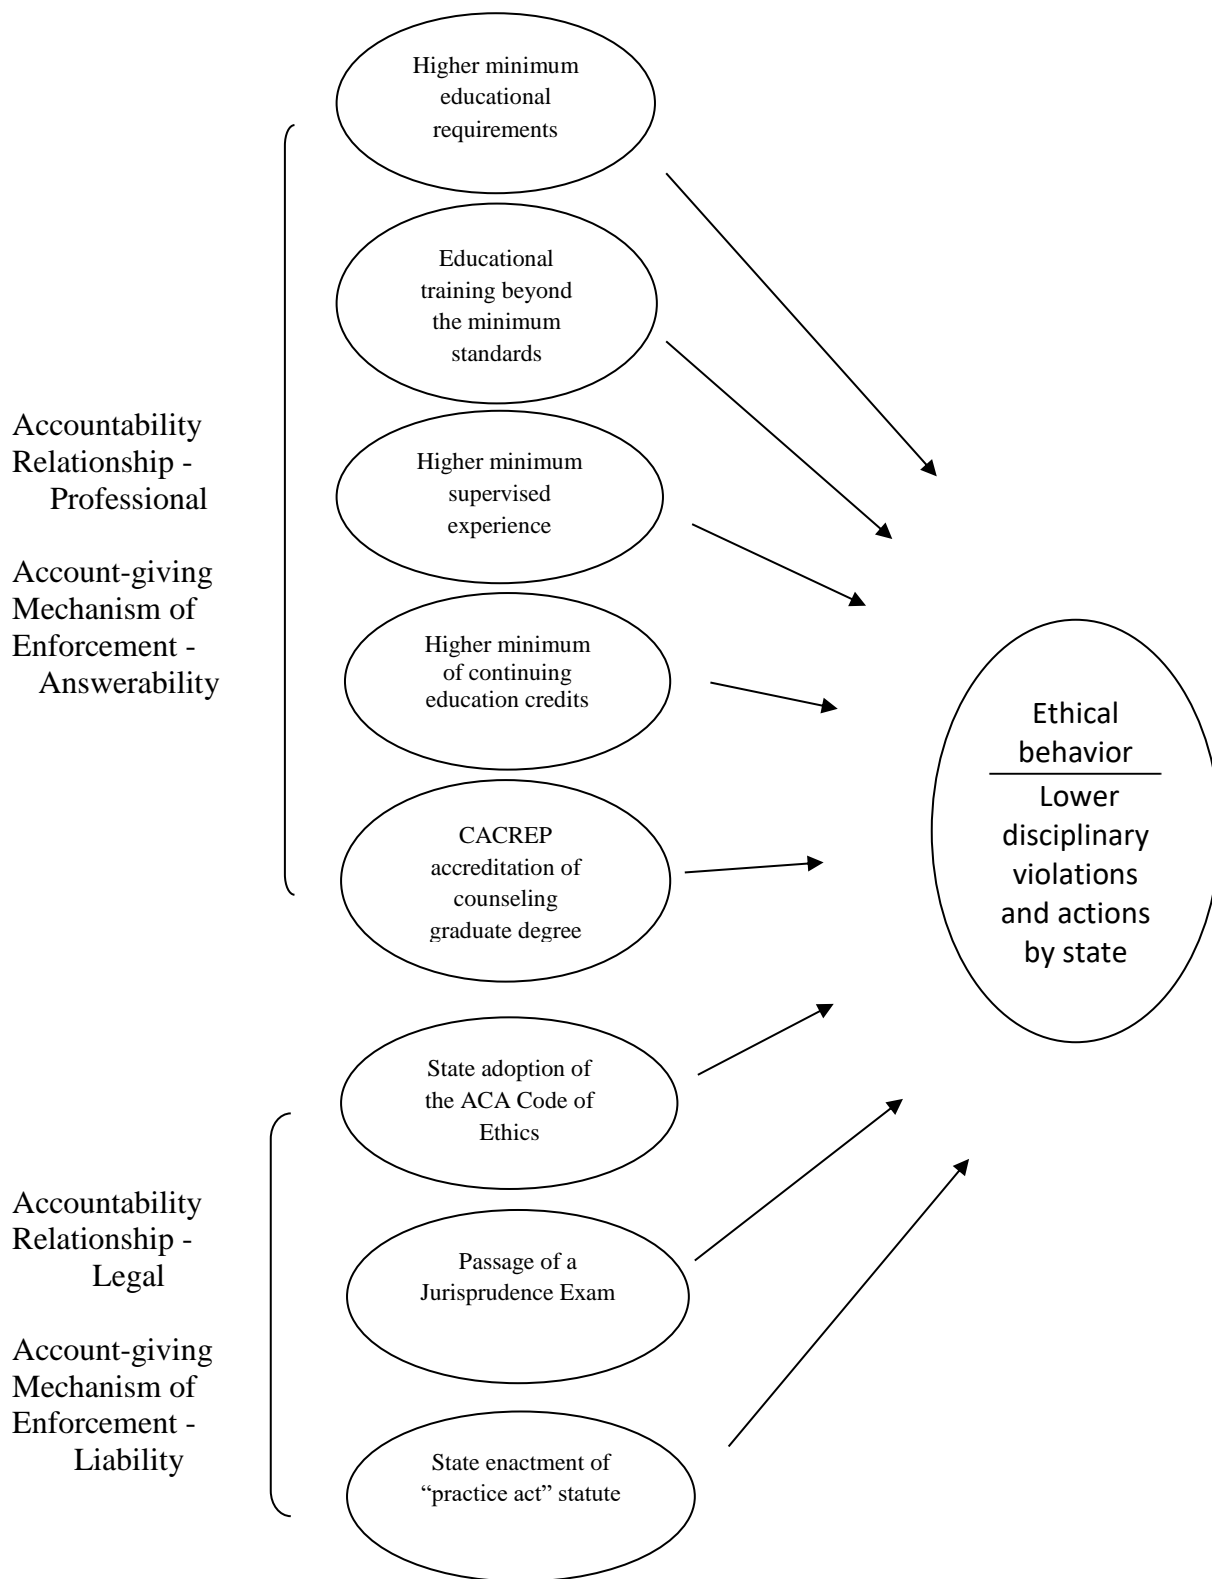 Higher minimum
educational
requirements
Educational
training beyond
the minimum
standards
Accountability
Relationship -
Professional
Account-giving
Mechanism of
Enforcement -
Answerability
Higher minimum
supervised
experience
Higher minimum
of continuing
education credits
CACREP
accreditation of
counseling
graduate degree
Ethical
behavior
Lower
disciplinary
violations
and actions
by state
State adoption of
the ACA Code of
Ethics
Accountability
Relationship -
Legal
Account-giving
Mechanism of
Enforcement -
Liability
Passage of a
Jurisprudence Exam
State enactment of
“practice act” statute